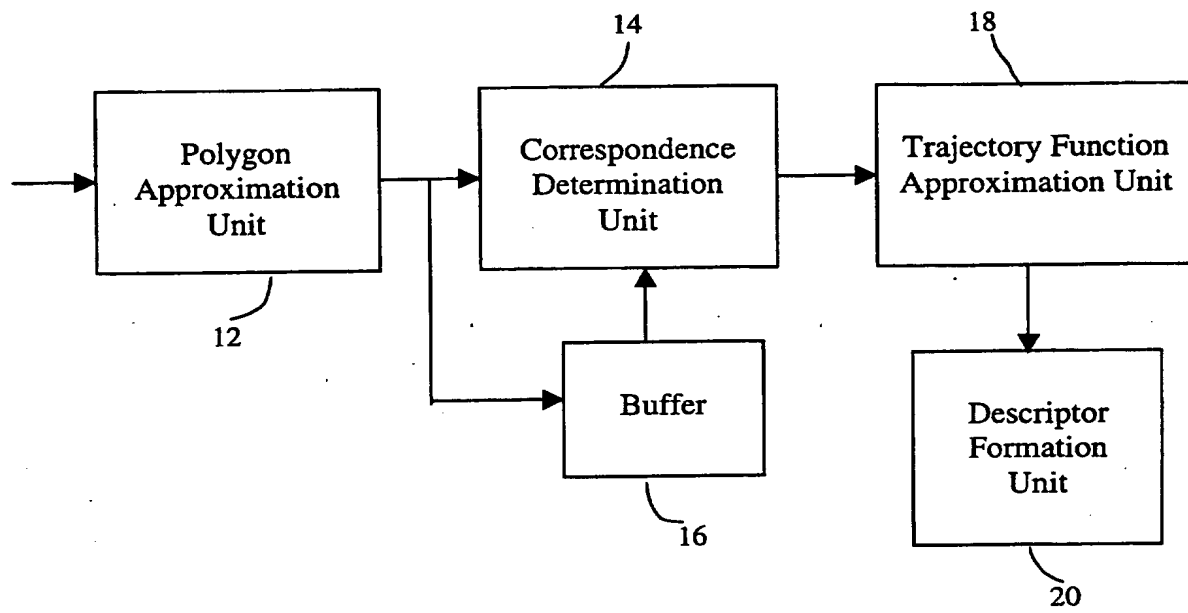 14
18
Polygon
Approximation
Unit
Correspondence
Determination
Unit
Trajectory Function
Approximation Unit
12
Buffer
Descriptor
Formation
Unit
16
20